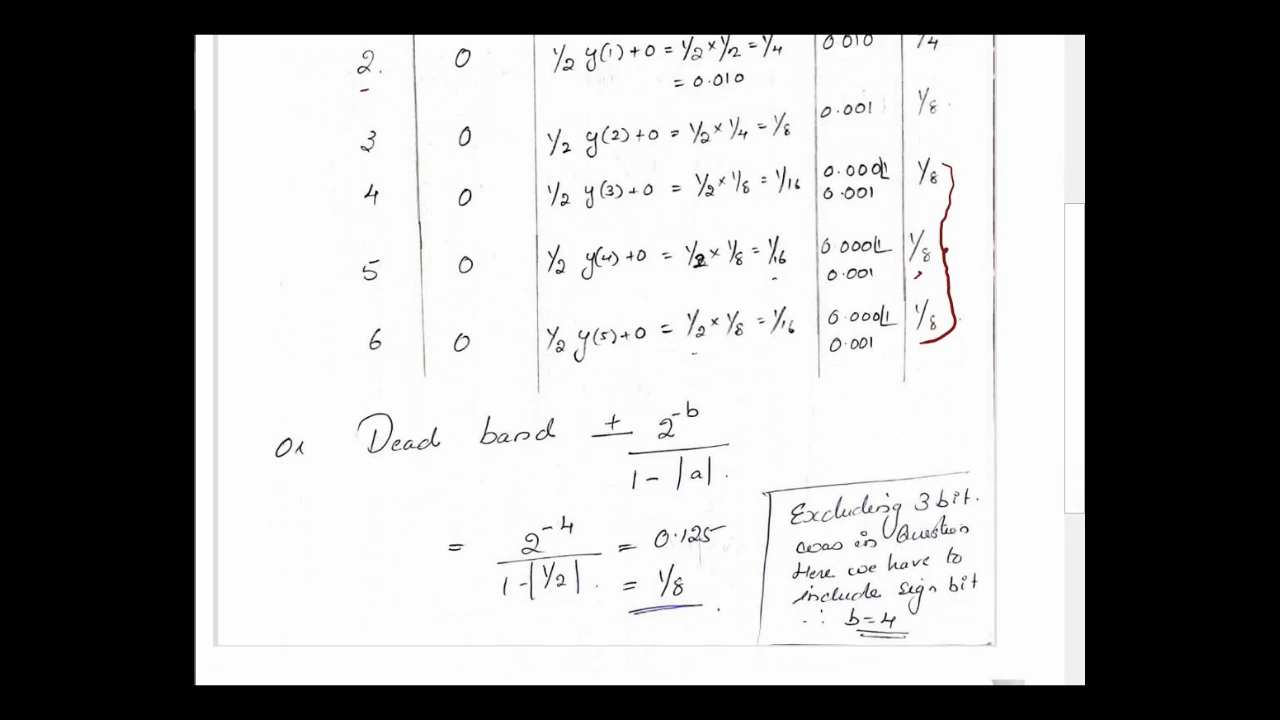 2. 0 ½ y(1)+0 = ½ × ½ = ¼ 0.010 ¼
= 0.010
3 0 ½ y(2)+0 = ½ × ¼ = ⅛ 0.001 ⅛
4 0 ½ y(3)+0 = ½ × ⅛ = 1/16 0.0001 ⅛
0.001
5 0 ½ y(4)+0 = ½ × ⅛ = 1/16 0.0001 ⅛
0.001
6 0 ½ y(5)+0 = ½ × ⅛ = 1/16 0.0001 ⅛
0.001
Or Dead band ± 2^-b
1-|a|.
= 2^-4 = 0.125
1-|½|. = ⅛
Excluding 3 bit.
was in Question
Here we have to
include sign bit
∴ b=4